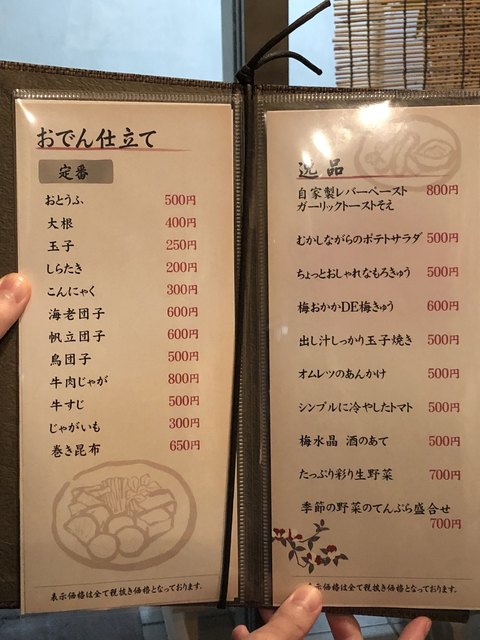 おでん仕立て
定番
おとうふ 500円
大根 400円
玉子 250円
しらたき 200円
こんにゃく 300円
海老団子 600円
帆立団子 600円
鳥団子 500円
牛肉じゃが 800円
牛すじ 500円
じゃがいも 300円
巻き昆布 650円
表示価格は全て税抜き価格となっております。
逸品
自家製レバーペースト 800円
ガーリックトーストそえ
むかしながらのポテトサラダ 500円
ちょっとおしゃれなもろきゅう 500円
梅おかかDE梅きゅう 600円
出し汁しっかり玉子焼き 500円
オムレツのあんかけ 500円
シンプルに冷やしたトマト 500円
梅水晶 酒のあて 500円
たっぷり彩り生野菜 700円
季節の野菜のてんぷら盛合せ
700円
示価格は全て税抜き価格となっております。